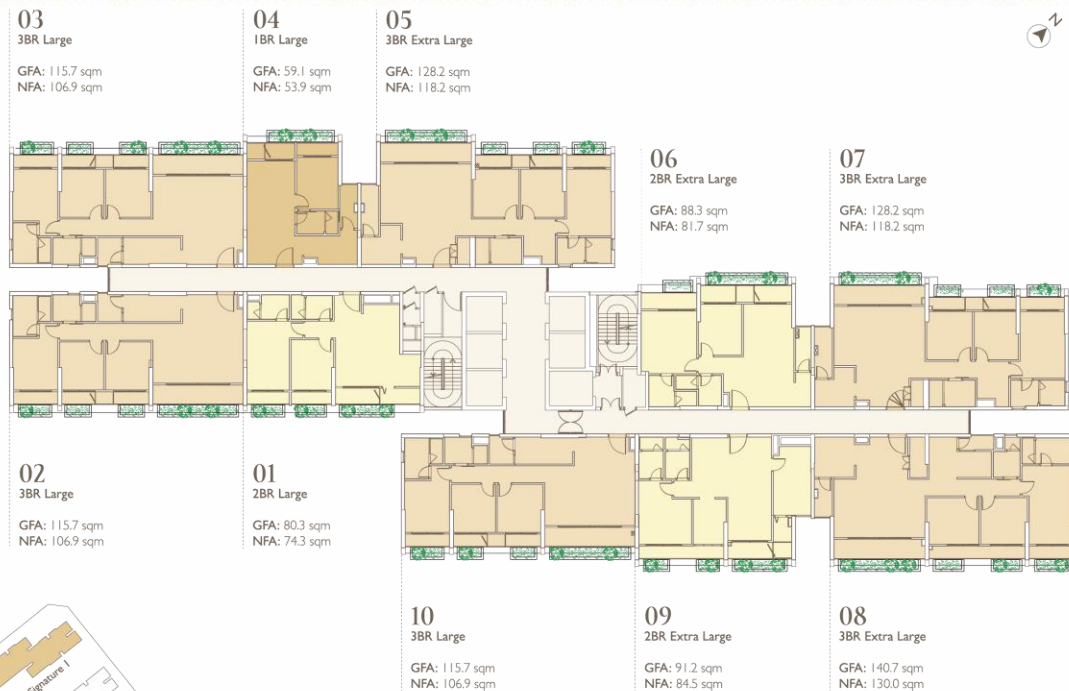 03
3BR Large
GFA: 115.7 sqm
NFA: 106.9 sqm
04
1BR Large
GFA: 59.1 sqm
NFA: 53.9 sqm
05
3BR Extra Large
GFA: 128.2 sqm
NFA: 118.2 sqm
N
06
2BR Extra Large
GFA: 88.3 sqm
NFA: 81.7 sqm
07
3BR Extra Large
GFA: 128.2 sqm
NFA: 118.2 sqm
02
3BR Large
GFA: 115.7 sqm
NFA: 106.9 sqm
01
2BR Large
GFA: 80.3 sqm
NFA: 74.3 sqm
10
3BR Large
GFA: 115.7 sqm
NFA: 106.9 sqm
09
2BR Extra Large
GFA: 91.2 sqm
NFA: 84.5 sqm
08
3BR Extra Large
GFA: 140.7 sqm
NFA: 130.0 sqm
Signature 1